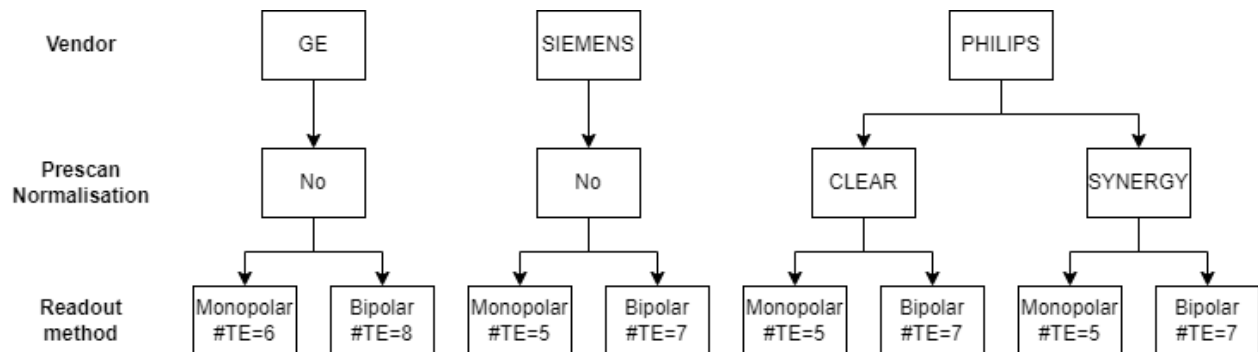 Vendor
GE
SIEMENS
PHILIPS
Prescan
Normalisation
No
No
CLEAR
SYNERGY
Readout
method
Monopolar
#TE=6
Bipolar
#TE=8
Monopolar
#TE=5
Bipolar
#TE=7
Monopolar
#TE=5
Bipolar
#TE=7
Monopolar
#TE=5
Bipolar
#TE=7